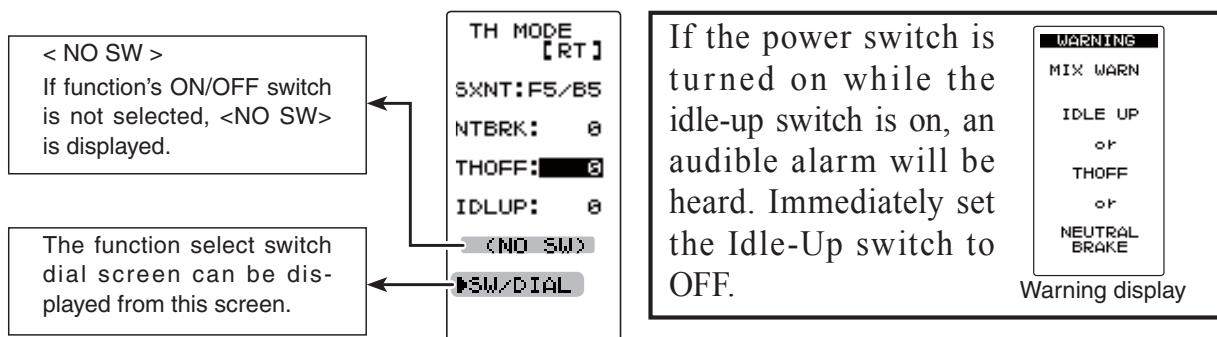 < NO SW >
If function's ON/OFF switch
is not selected, <NO SW>
is displayed.
The function select switch
dial screen can be dis-
played from this screen.
TH MODE
[RT]
SXNT:F5/B5
NTBRK: 0
THOFF: 0
IDLUP: 0
(NO SW)
▶SW/DIAL
If the power switch is
turned on while the
idle-up switch is on, an
audible alarm will be
heard. Immediately set
the Idle-Up switch to
OFF.
WARNING
MIX WARN
IDLE UP
or
THOFF
or
NEUTRAL
BRAKE
Warning display